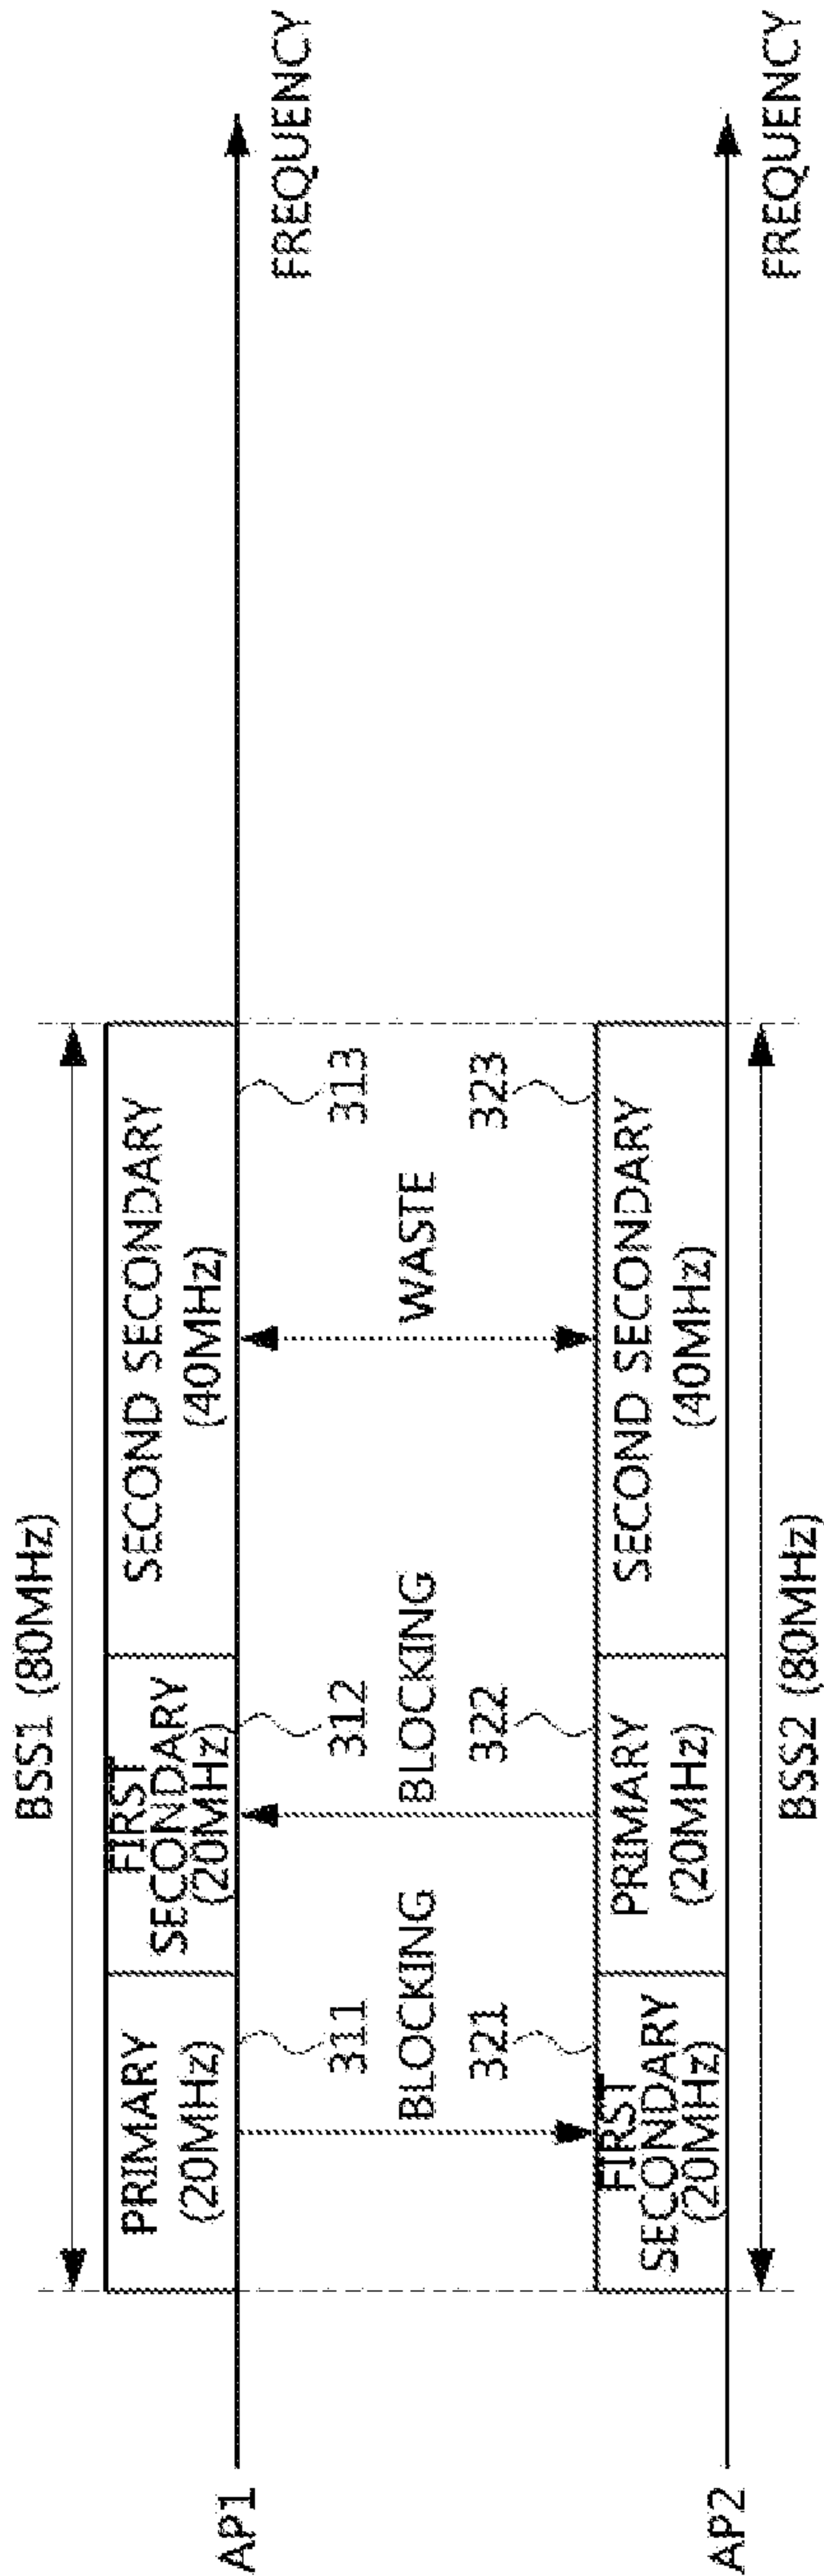 BSS1 (80MHz)
PRIMARY
(20MHz)
FIRST
SECONDARY
(20MHz)
SECOND SECONDARY
(40MHz)
AP1
FREQUENCY
311
312
313
BLOCKING
BLOCKING
WASTE
321
322
323
FIRST
SECONDARY
(20MHz)
PRIMARY
(20MHz)
SECOND SECONDARY
(40MHz)
AP2
FREQUENCY
BSS2 (80MHz)